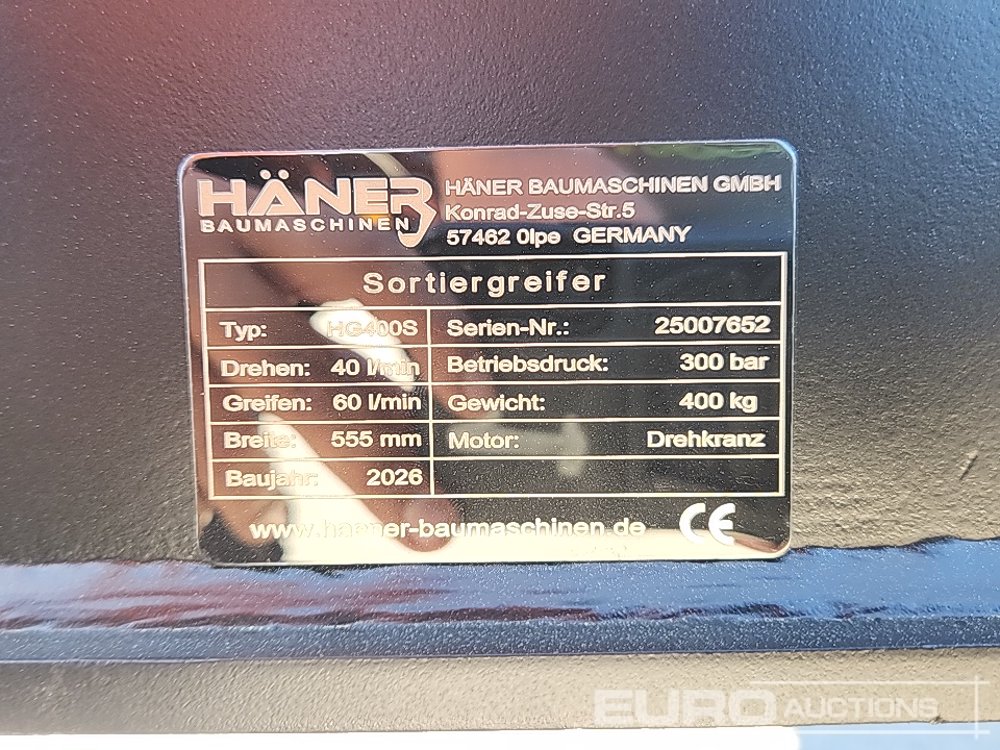 HÄNER
BAUMASCHINEN
HÄNER BAUMASCHINEN GMBH
Konrad-Zuse-Str.5
57462 Olpe GERMANY
Sortiergreifer
Typ: HG400S
Serien-Nr.: 25007652
Drehen: 40 l/min
Betriebsdruck: 300 bar
Greifen: 60 l/min
Gewicht: 400 kg
Breite: 555 mm
Motor: Drehkranz
Baujahr: 2026
www.haener-baumaschinen.de
CE
EURO AUCTIONS